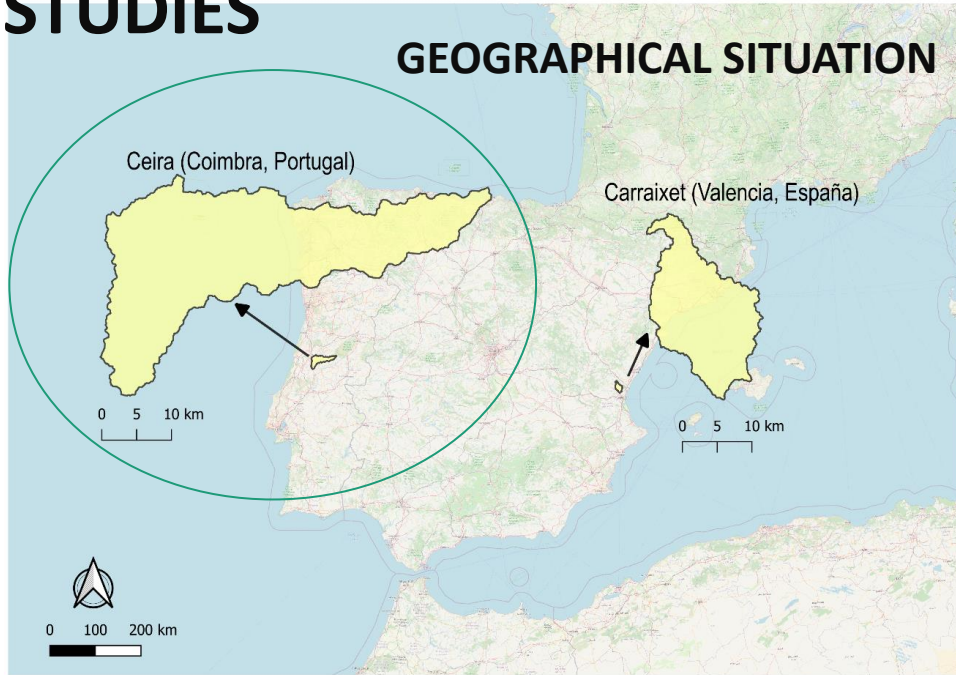 STUDIES
GEOGRAPHICAL SITUATION
Ceira (Coimbra, Portugal)
Carraixet (Valencia, España)
0 5 10 km
0 5 10 km
0 100 200 km